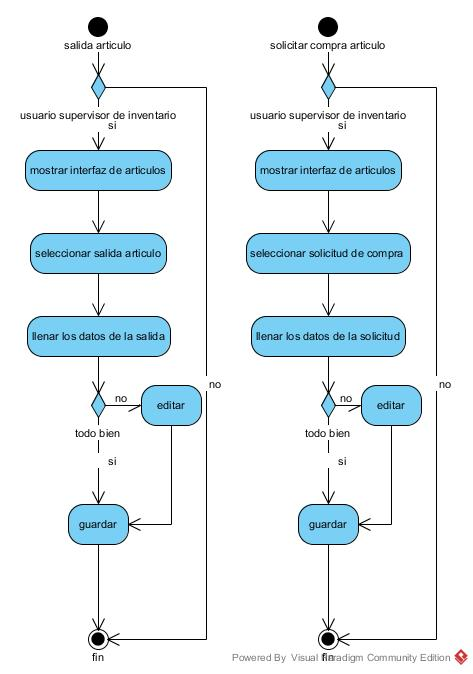 salida articulo
usuario supervisor de inventario
si
mostrar interfaz de articulos
seleccionar salida articulo
llenar los datos de la salida
no
no
editar
todo bien
si
guardar
fin
solicitar compra articulo
usuario supervisor de inventario
si
mostrar interfaz de articulos
seleccionar solicitud de compra
llenar los datos de la solicitud
no
no
editar
todo bien
si
guardar
fin
Powered By Visual Paradigm Community Edition